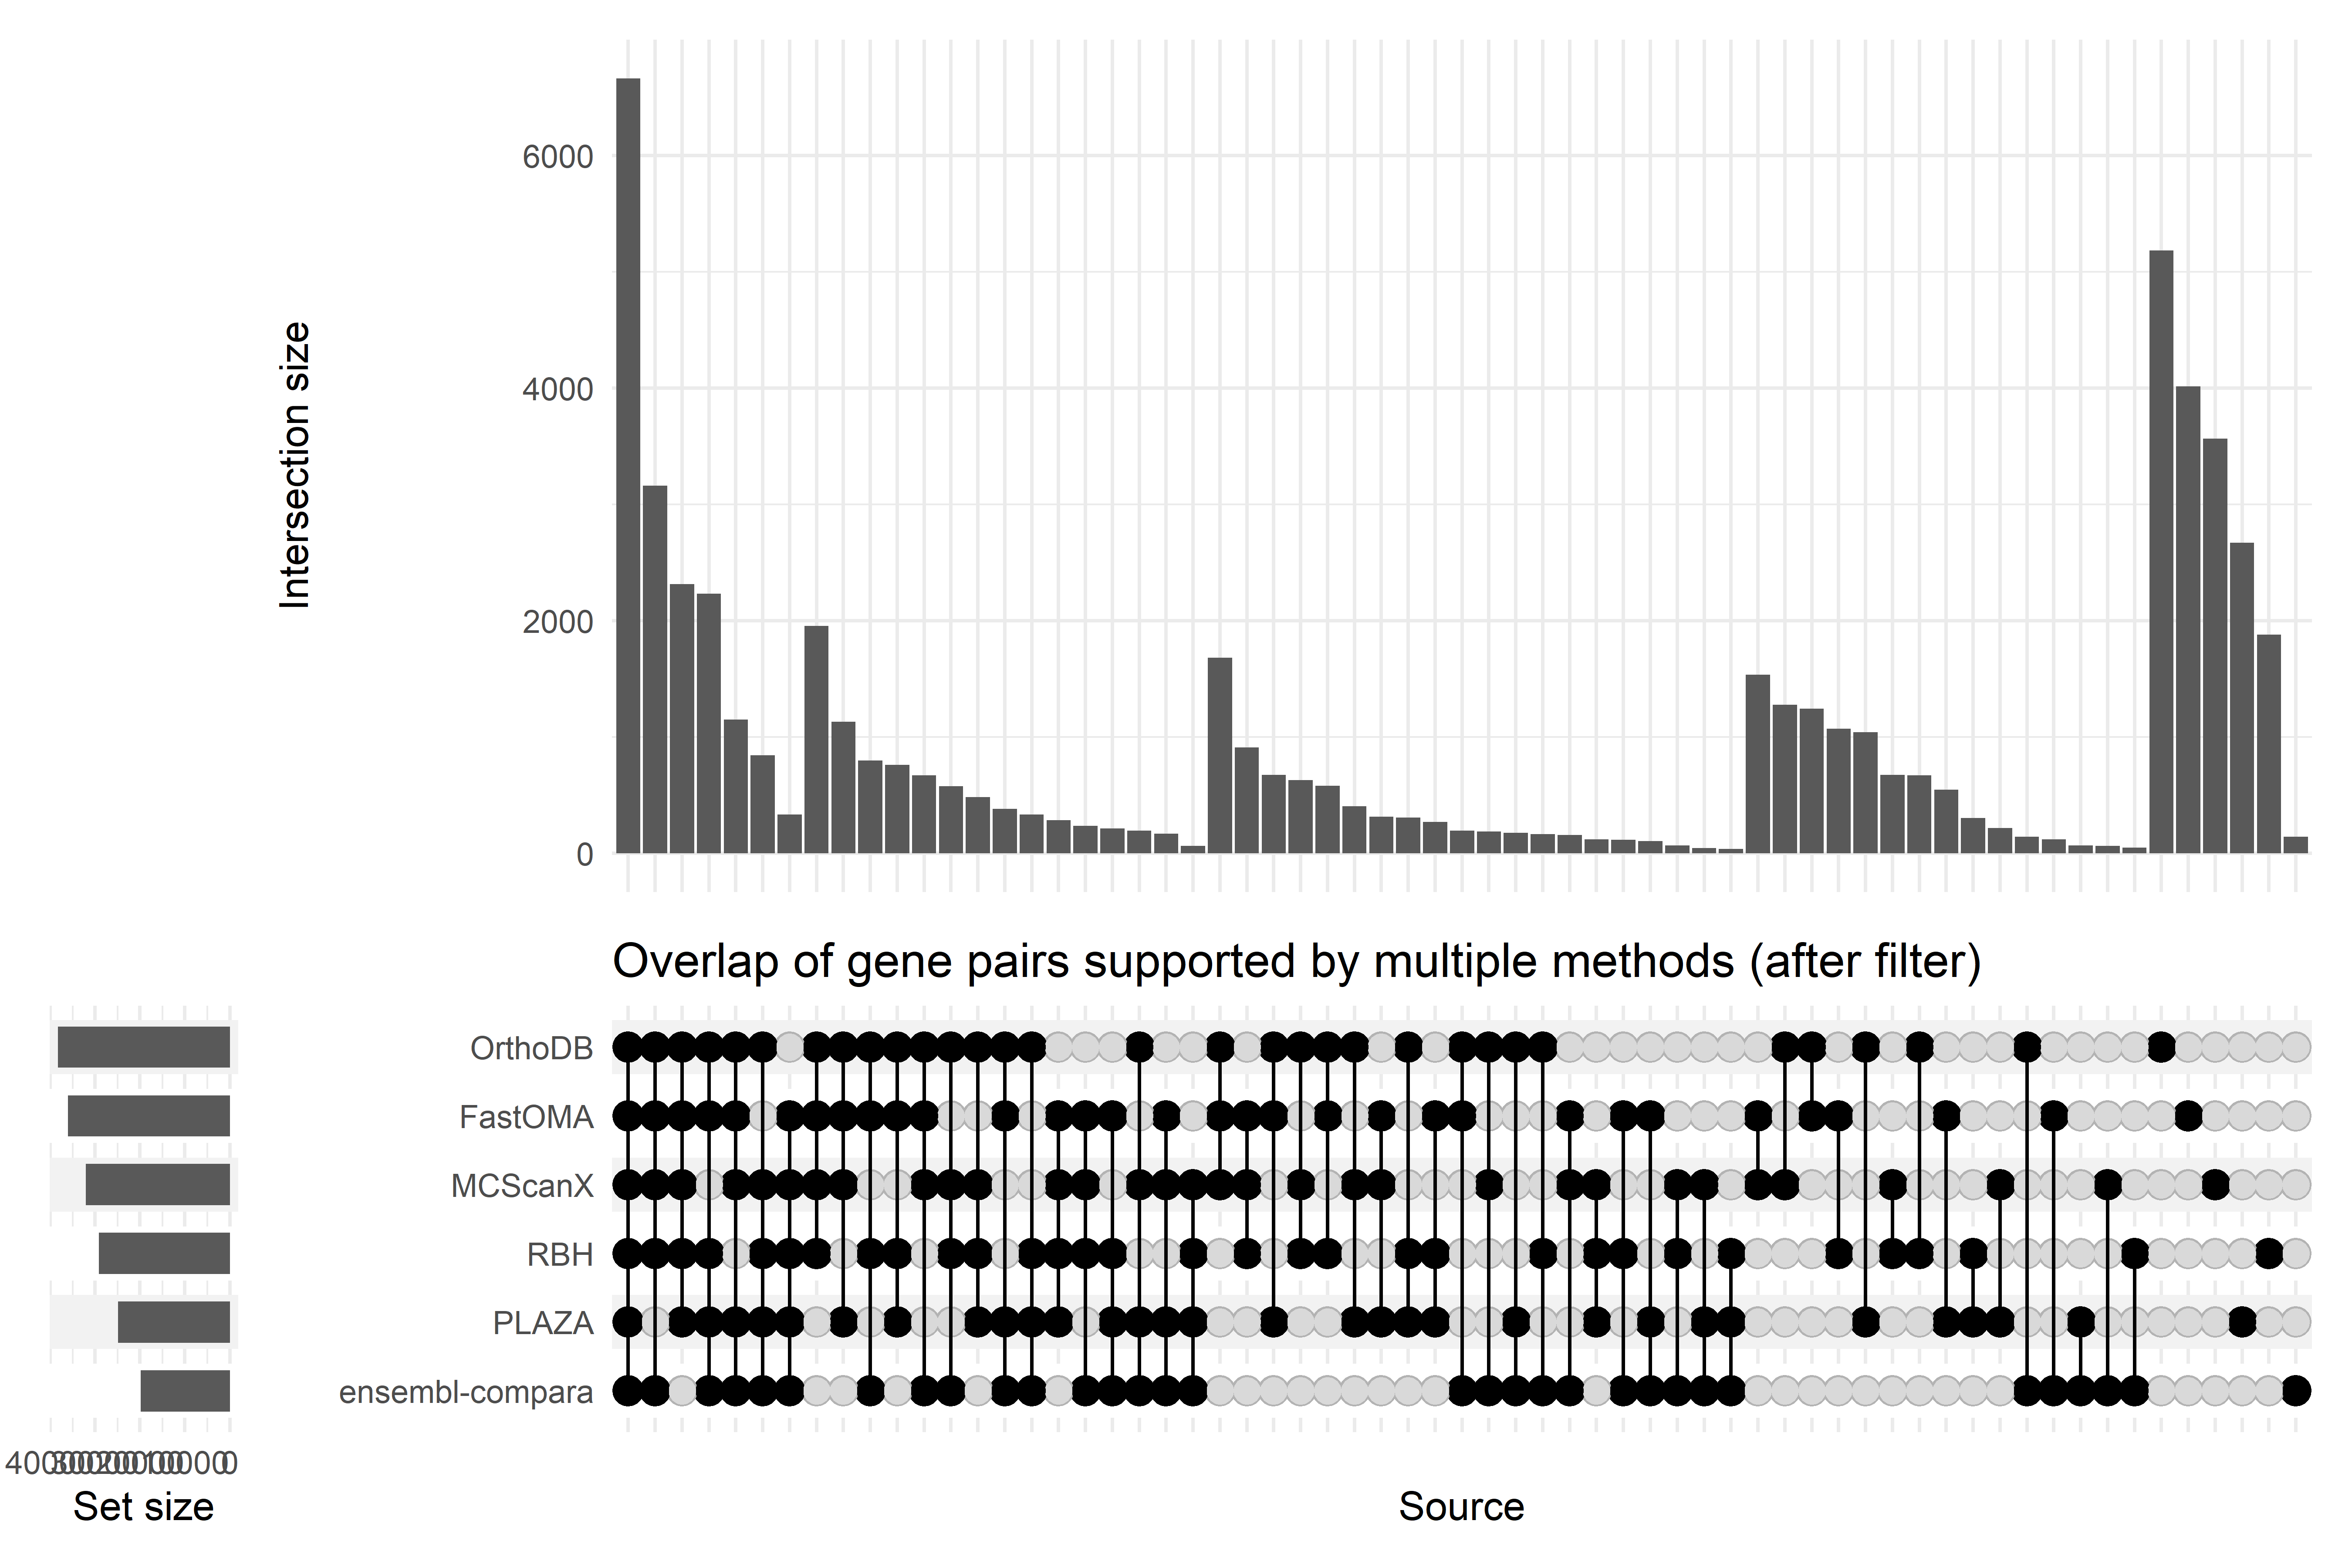 6000
4000
2000
0
Intersection size
Overlap of gene pairs supported by multiple methods (after filter)
OrthoDB
FastOMA
MCScanX
RBH
PLAZA
ensembl-compara
0
Set size
Source